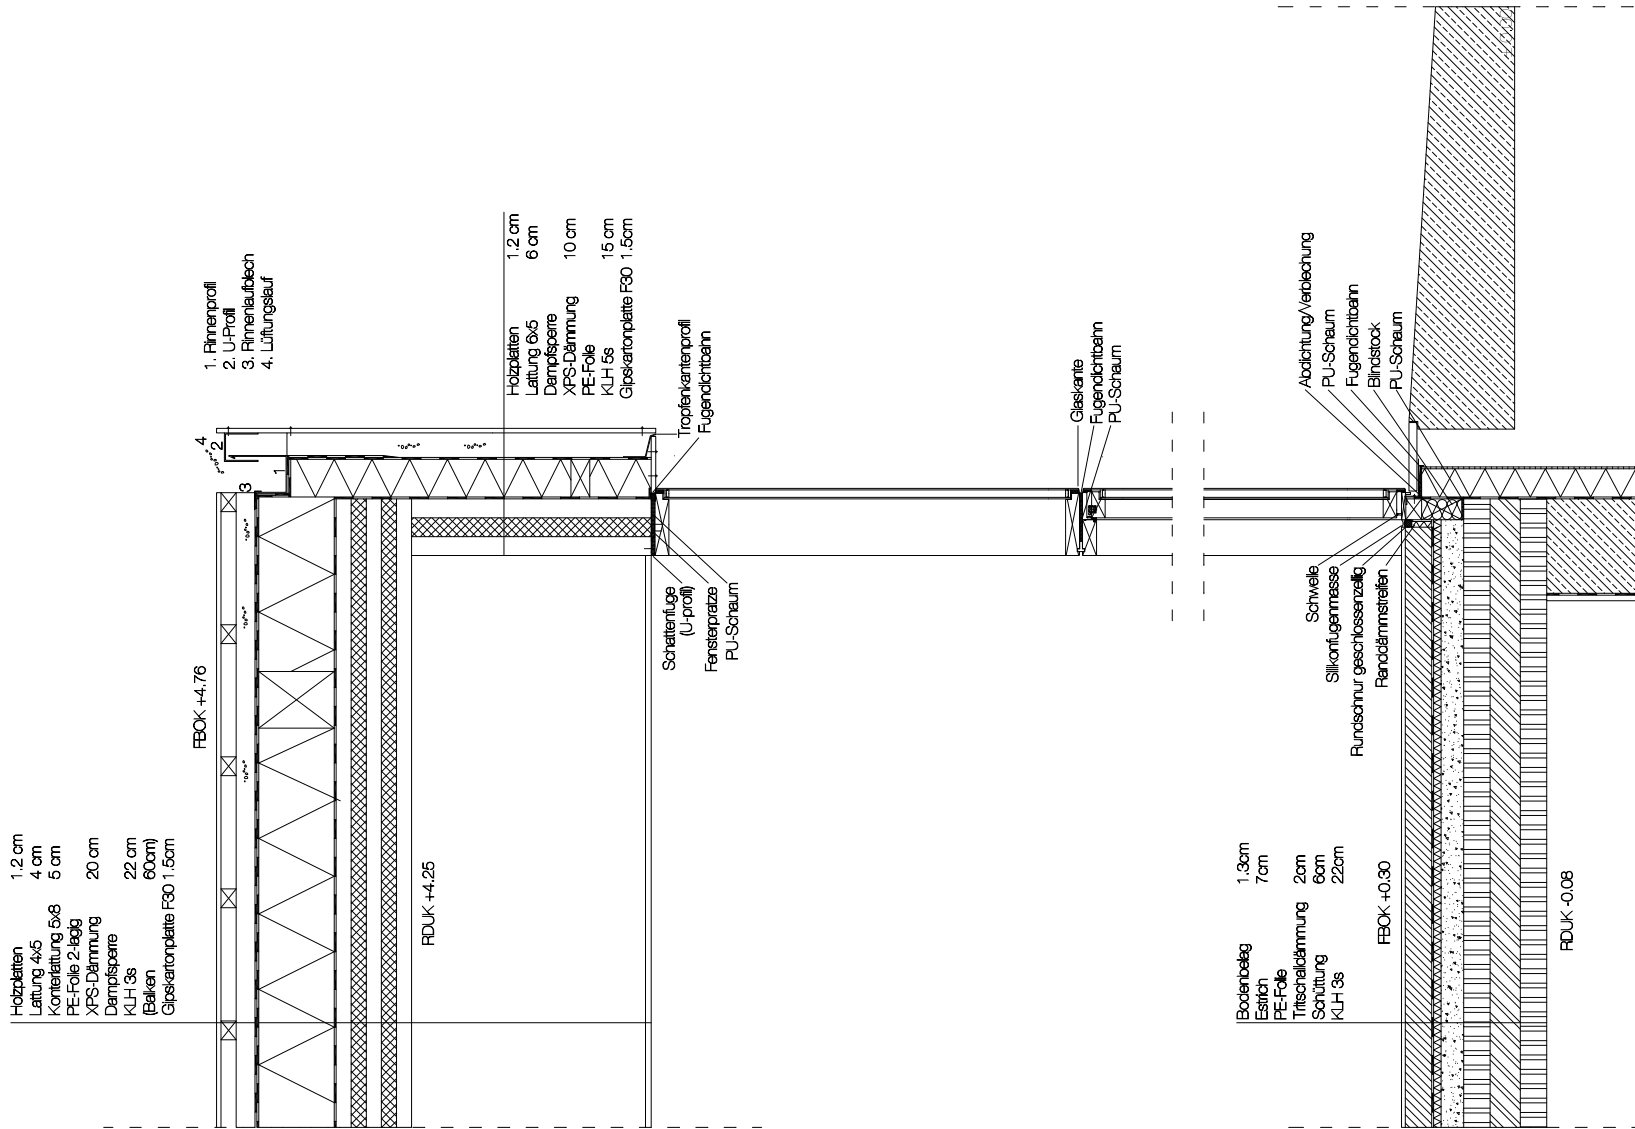 Holzplatten 1.2 cm
Lattung 4x5 4 cm
Konterlattung 5x8 5 cm
PE-Folie 2-lagig
XPS-Dämmung 20 cm
Dampfsperre
KLH 3s 22 cm
(Balken 60cm)
Gipskartonplatte F30 1.5cm
FBOK +4.76
1. Rinnenprofil
2. U-Profil
3. Rinnenlaufblech
4. Lüftungslauf
4
2
1
3
RDUK +4.25
Holzplatten 1.2 cm
Lattung 6x5 6 cm
Dampfsperre
XPS-Dämmung 10 cm
PE-Folie
KLH 5s 15 cm
Gipskartonplatte F30 1.5cm
Tropfenkantenprofil
Fugendichtbahn
Schattenfuge
(U-profil)
Fensterpratze
PU-Schaum
Glaskante
Fugendichtbahn
PU-Schaum
Abdichtung/Verblechung
PU-Schaum
Fugendichtbahn
Blindstock
PU-Schaum
Schwelle
Silikonfugenmasse
Rundschnur geschlossenzellig
Randdämmstreifen
Bodenbelag 1.3cm
Estrich 7cm
PE-Folie
Trittschalldämmung 2cm
Schüttung 6cm
KLH 3s 22cm
FBOK +0.30
RDUK -0.08